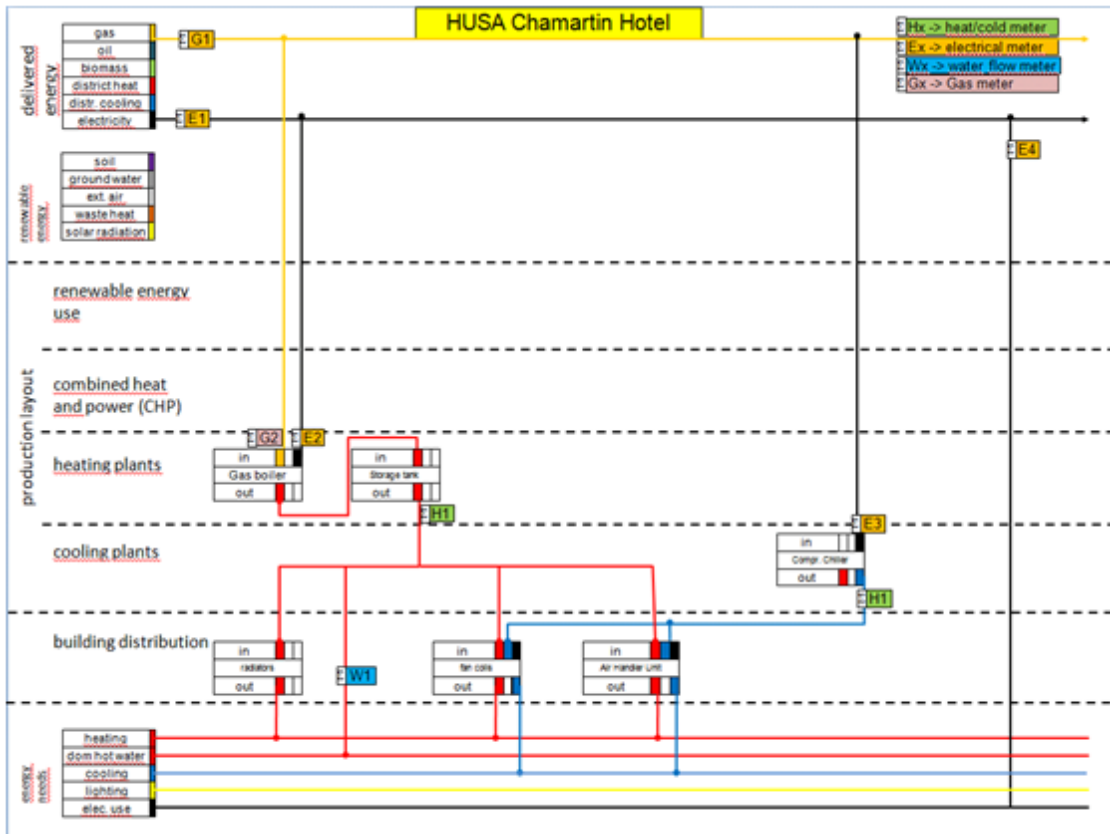 HUSA Chamartin Hotel
Hx -> heat/cold meter
Ex -> electrical meter
Wx -> water_flow meter
Gx -> Gas meter
delivered
energy
gas
oil
biomass
district heat
distr. cooling
electricity
G1
E1
E4
renewable
energy
soil
ground water
ext. air
waste heat
solar radiation
production layout
renewable energy
use
combined heat
and power (CHP)
heating plants
G2
E2
in
Gas boiler
out
in
Storage tank
out
H1
cooling plants
E3
in
Compr. Chiller
out
H1
building distribution
in
radiators
out
W1
in
fan coils
out
in
Air Handler Unit
out
energy
needs
heating
dom hot water
cooling
lighting
elec. use